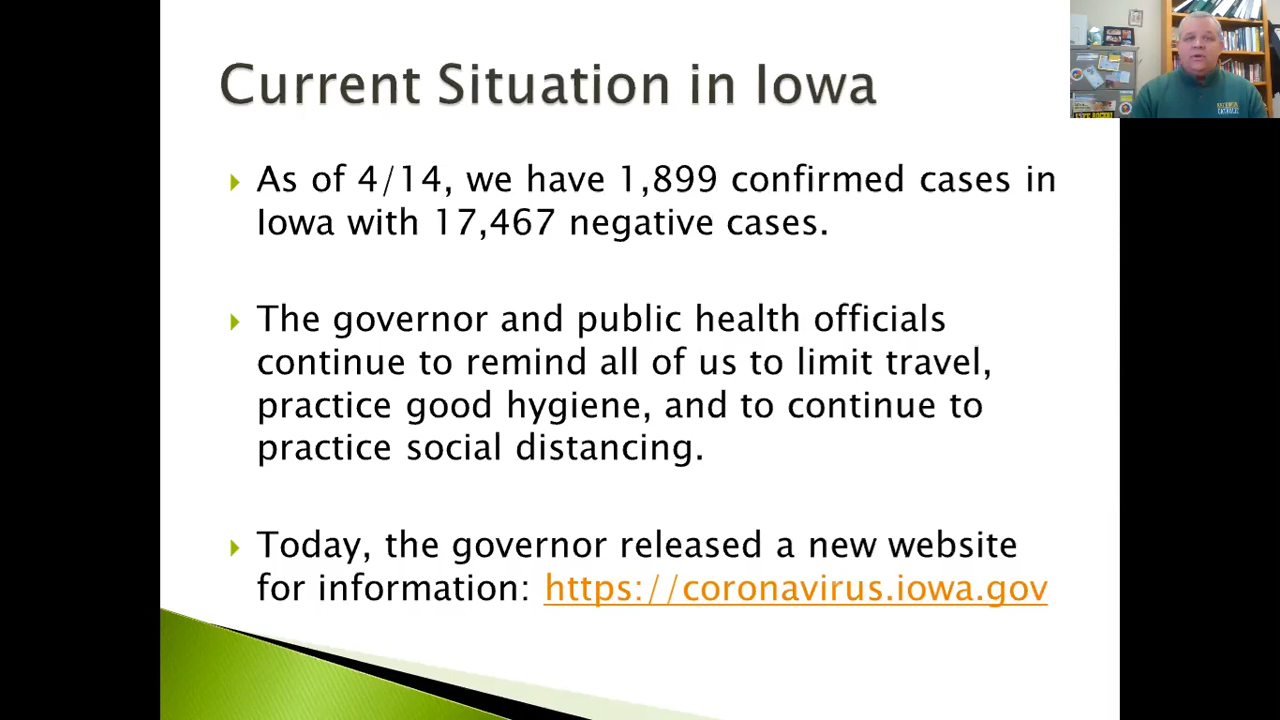 Current Situation in Iowa
As of 4/14, we have 1,899 confirmed cases in
Iowa with 17,467 negative cases.
The governor and public health officials
continue to remind all of us to limit travel,
practice good hygiene, and to continue to
practice social distancing.
Today, the governor released a new website
for information: https://coronavirus.iowa.gov